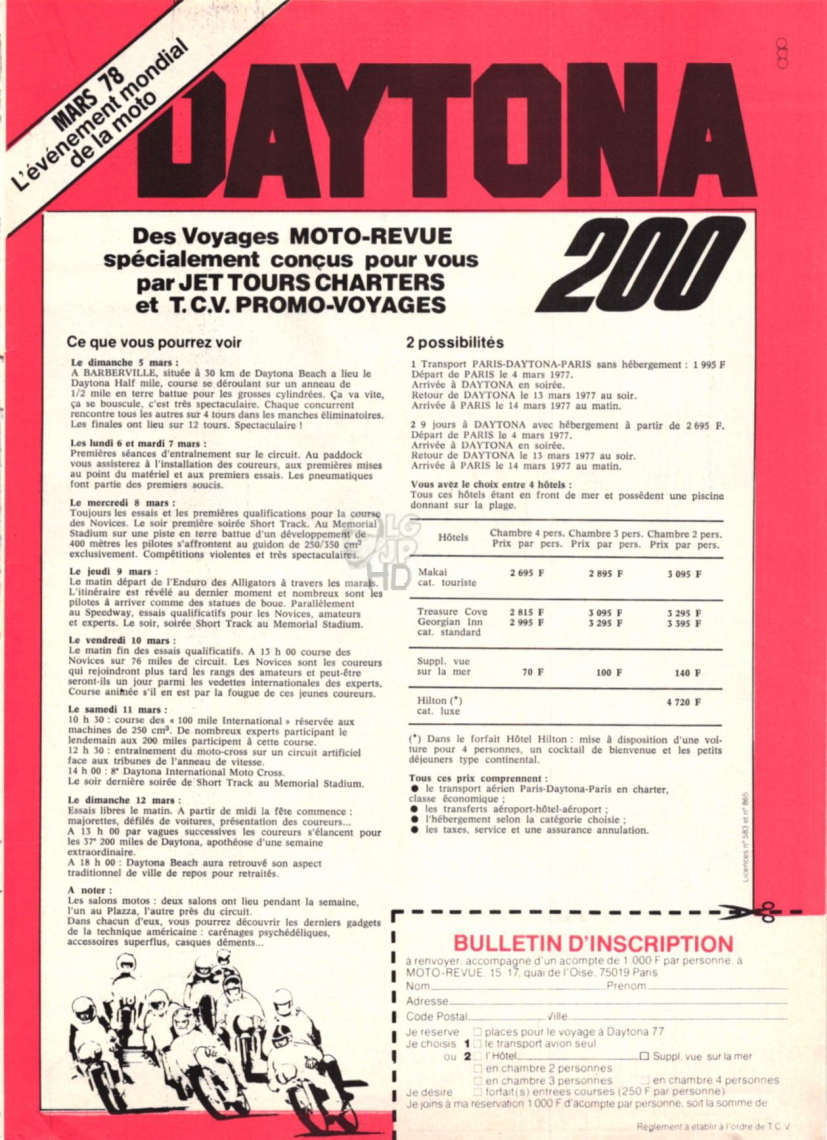 MARS 78
L'événement mondial
de la moto
DAYTONA
200
Des Voyages MOTO-REVUE
spécialement conçus pour vous
par JET TOURS CHARTERS
et T.C.V. PROMO-VOYAGES
Ce que vous pourrez voir
Le dimanche 5 mars :
A BARBERVILLE, située à 30 km de Daytona Beach a lieu le
Daytona Half mile, course se déroulant sur un anneau de
1/2 mile en terre battue pour les grosses cylindrées. Ça va vite,
ça se bouscule, c'est très spectaculaire. Chaque concurrent
rencontre tous les autres sur 4 tours dans les manches éliminatoires.
Les finales ont lieu sur 12 tours. Spectaculaire !
Les lundi 6 et mardi 7 mars :
Premières séances d'entraînement sur le circuit. Au paddock
vous assisterez à l'installation des coureurs, aux premières mises
au point du matériel et aux premiers essais. Les pneumatiques
font partie des premiers soucis.
Le mercredi 8 mars :
Toujours les essais et les premières qualifications pour la course
des Novices. Le soir première soirée Short Track. Au Memorial
Stadium sur une piste en terre battue d'un développement de
400 mètres les pilotes s'affrontent au guidon de 250/350 cm³
exclusivement. Compétitions violentes et très spectaculaires.
Le jeudi 9 mars :
Le matin départ de l'Enduro des Alligators à travers les marais.
L'itinéraire est révélé au dernier moment et nombreux sont les
pilotes à arriver comme des statues de boue. Parallèlement
au Speedway, essais qualificatifs pour les Novices, amateurs
et experts. Le soir, soirée Short Track au Memorial Stadium.
Le vendredi 10 mars :
Le matin fin des essais qualificatifs. A 13 h 00 course des
Novices sur 76 miles de circuit. Les Novices sont les coureurs
qui rejoindront plus tard les rangs des amateurs et peut-être
seront-ils un jour parmi les vedettes internationales des experts.
Course animée s'il en est par la fougue de ces jeunes coureurs.
Le samedi 11 mars :
10 h 30 : course des « 100 mile International » réservée aux
machines de 250 cm³. De nombreux experts participant le
lendemain aux 200 miles participent à cette course.
12 h 30 : entraînement du moto-cross sur un circuit artificiel
face aux tribunes de l'anneau de vitesse.
14 h 00 : 8ᵉ Daytona International Moto Cross.
Le soir dernière soirée de Short Track au Memorial Stadium.
Le dimanche 12 mars :
Essais libres le matin. A partir de midi la fête commence :
majorettes, défilés de voitures, présentation des coureurs...
A 13 h 00 par vagues successives les coureurs s'élancent pour
les 37ᵉ 200 miles de Daytona, apothéose d'une semaine
extraordinaire.
A 18 h 00 : Daytona Beach aura retrouvé son aspect
traditionnel de ville de repos pour retraités.
A noter :
Les salons motos : deux salons ont lieu pendant la semaine,
l'un au Plazza, l'autre près du circuit.
Dans chacun d'eux, vous pourrez découvrir les derniers gadgets
de la technique américaine : carénages psychédéliques,
accessoires superflus, casques déments...
2 possibilités
1 Transport PARIS-DAYTONA-PARIS sans hébergement : 1 995 F
Départ de PARIS le 4 mars 1977.
Arrivée à DAYTONA en soirée.
Retour de DAYTONA le 13 mars 1977 au soir.
Arrivée à PARIS le 14 mars 1977 au matin.
2 9 jours à DAYTONA avec hébergement à partir de 2 695 F.
Départ de PARIS le 4 mars 1977.
Arrivée à DAYTONA en soirée.
Retour de DAYTONA le 13 mars 1977 au soir.
Arrivée à PARIS le 14 mars 1977 au matin.
Vous avez le choix entre 4 hôtels :
Tous ces hôtels étant en front de mer et possèdent une piscine
donnant sur la plage.
Hôtels Chambre 4 pers. Chambre 3 pers. Chambre 2 pers.
Prix par pers. Prix par pers. Prix par pers.
Makai 2 695 F 2 895 F 3 095 F
cat. touriste
Treasure Cove 2 815 F 3 095 F 3 295 F
Georgian Inn 2 995 F 3 295 F 3 395 F
cat. standard
Suppl. vue
sur la mer 70 F 100 F 140 F
Hilton (*) 4 720 F
cat. luxe
(*) Dans le forfait Hôtel Hilton : mise à disposition d'une voi-
ture pour 4 personnes, un cocktail de bienvenue et les petits
déjeuners type continental.
Tous ces prix comprennent :
● le transport aérien Paris-Daytona-Paris en charter,
classe économique ;
● les transferts aéroport-hôtel-aéroport ;
● l'hébergement selon la catégorie choisie ;
● les taxes, service et une assurance annulation.
Licences n° 583 et n° 865
LG
JP
HD
BULLETIN D'INSCRIPTION
à renvoyer, accompagné d'un acompte de 1 000 F par personne, à
MOTO-REVUE, 15-17, quai de l'Oise, 75019 Paris
Nom Prénom
Adresse
Code Postal Ville
Je réserve □ places pour le voyage à Daytona 77
Je choisis 1 □ le transport avion seul
ou 2 □ l'Hôtel □ Suppl. vue sur la mer
□ en chambre 2 personnes
□ en chambre 3 personnes □ en chambre 4 personnes
Je désire □ forfait(s) entrées courses (250 F par personne)
Je joins à ma réservation 1 000 F d'acompte par personne, soit la somme de
Règlement à établir à l'ordre de T.C.V.